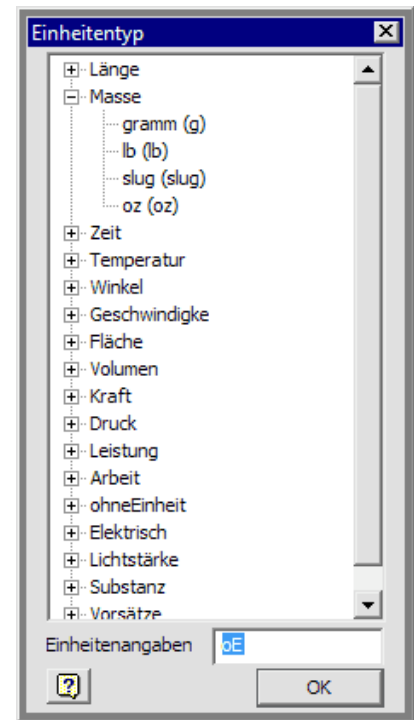 Einheitentyp
Länge
Masse
gramm (g)
lb (lb)
slug (slug)
oz (oz)
Zeit
Temperatur
Winkel
Geschwindigke
Fläche
Volumen
Kraft
Druck
Leistung
Arbeit
ohneEinheit
Elektrisch
Lichtstärke
Substanz
Vorsätze
Einheitenangaben oE
OK